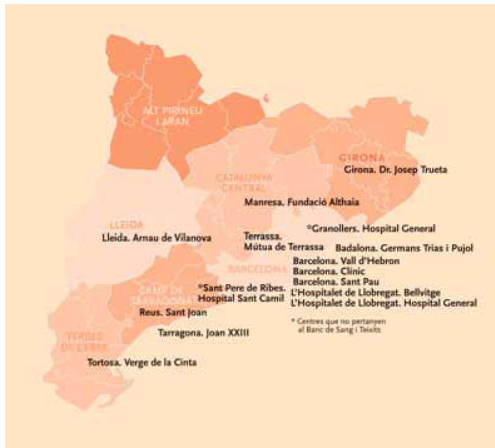 ALT PIRINEU
I ARAN
GIRONA
Girona. Dr. Josep Trueta
CATALUNYA
CENTRAL
Manresa. Fundació Althaia
LLEIDA
Lleida. Arnau de Vilanova
*Granollers. Hospital General
Terrassa.
Mútua de Terrassa
Badalona. Germans Trias i Pujol
BARCELONA
Barcelona. Vall d'Hebron
Barcelona. Clínic
Barcelona. Sant Pau
L'Hospitalet de Llobregat. Bellvitge
L'Hospitalet de Llobregat. Hospital General
CAMP DE
TARRAGONA
*Sant Pere de Ribes.
Hospital Sant Camil
Reus. Sant Joan
Tarragona. Joan XXIII
* Centres que no pertanyen
al Banc de Sang i Teixits
TERRES
DE L'EBRE
Tortosa. Verge de la Cinta